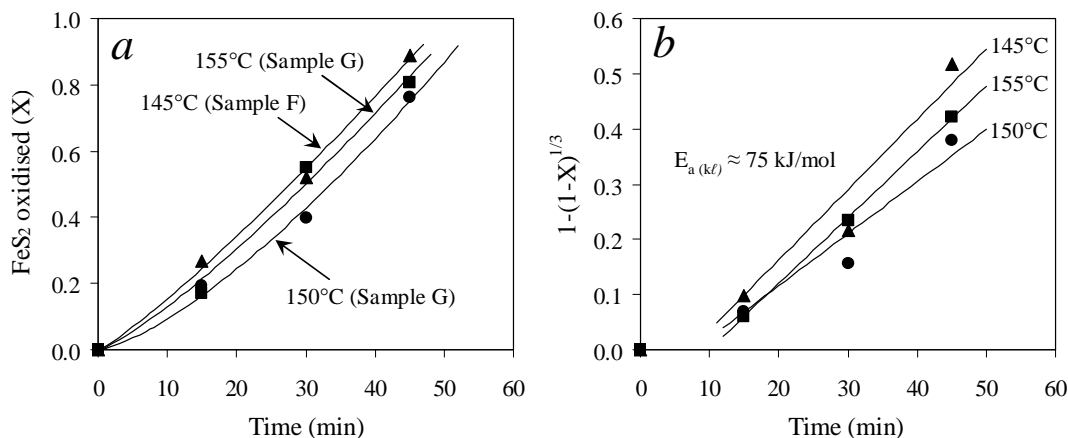 a
FeS2 oxidised (X)
1.0
0.8
0.6
0.4
0.2
0.0
155°C (Sample G)
145°C (Sample F)
150°C (Sample G)
0 10 20 30 40 50 60
Time (min)
b
1-(1-X)1/3
0.6
0.5
0.4
0.3
0.2
0.1
0.0
145°C
155°C
150°C
Ea (kℓ) ≈ 75 kJ/mol
0 10 20 30 40 50 60
Time (min)